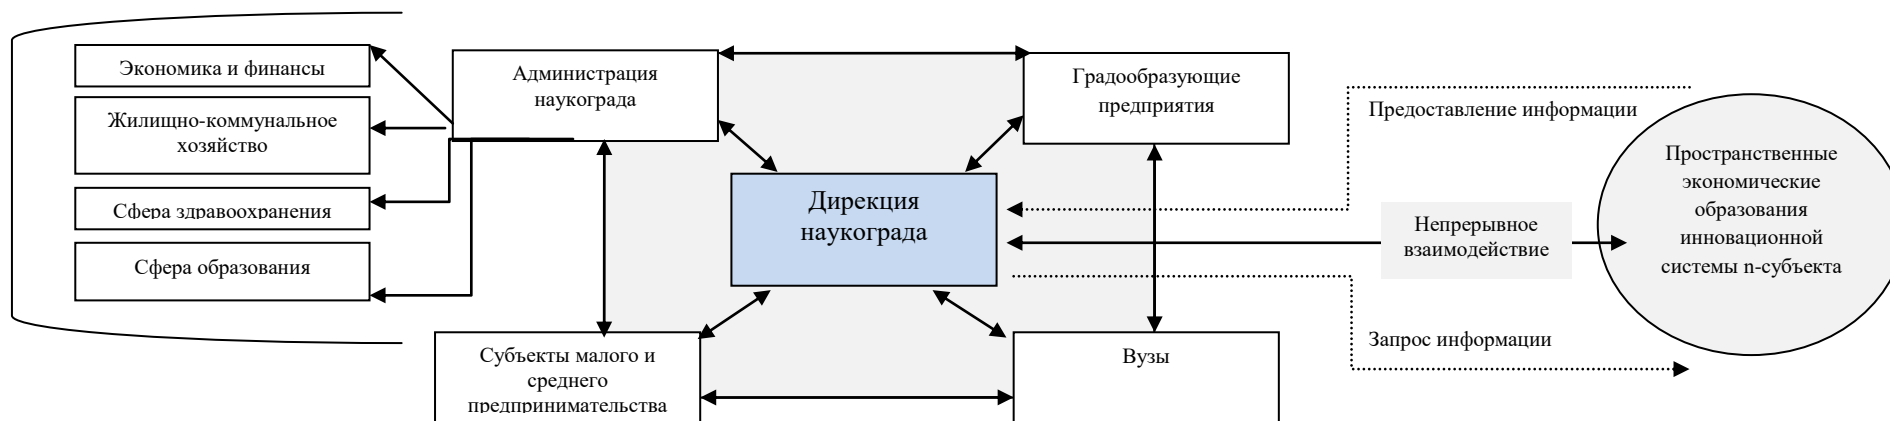 Экономика и финансы
Жилищно-коммунальное
хозяйство
Сфера здравоохранения
Сфера образования
Администрация
наукограда
Градообразующие
предприятия
Дирекция
наукограда
Субъекты малого и
среднего
предпринимательства
Вузы
Предоставление информации
Непрерывное
взаимодействие
Запрос информации
Пространственные
экономические
образования
инновационной
системы n-субъекта